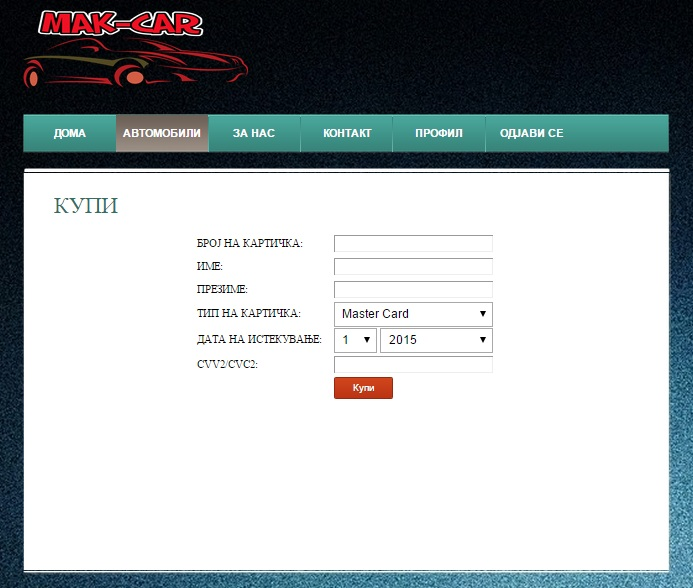 MAK-CAR
ДОМА АВТОМОБИЛИ ЗА НАС КОНТАКТ ПРОФИЛ ОДЈАВИ СЕ
КУПИ
БРОЈ НА КАРТИЧКА:
ИМЕ:
ПРЕЗИМЕ:
ТИП НА КАРТИЧКА: Master Card
ДАТА НА ИСТЕКУВАЊЕ: 1 2015
CVV2/CVC2:
Купи